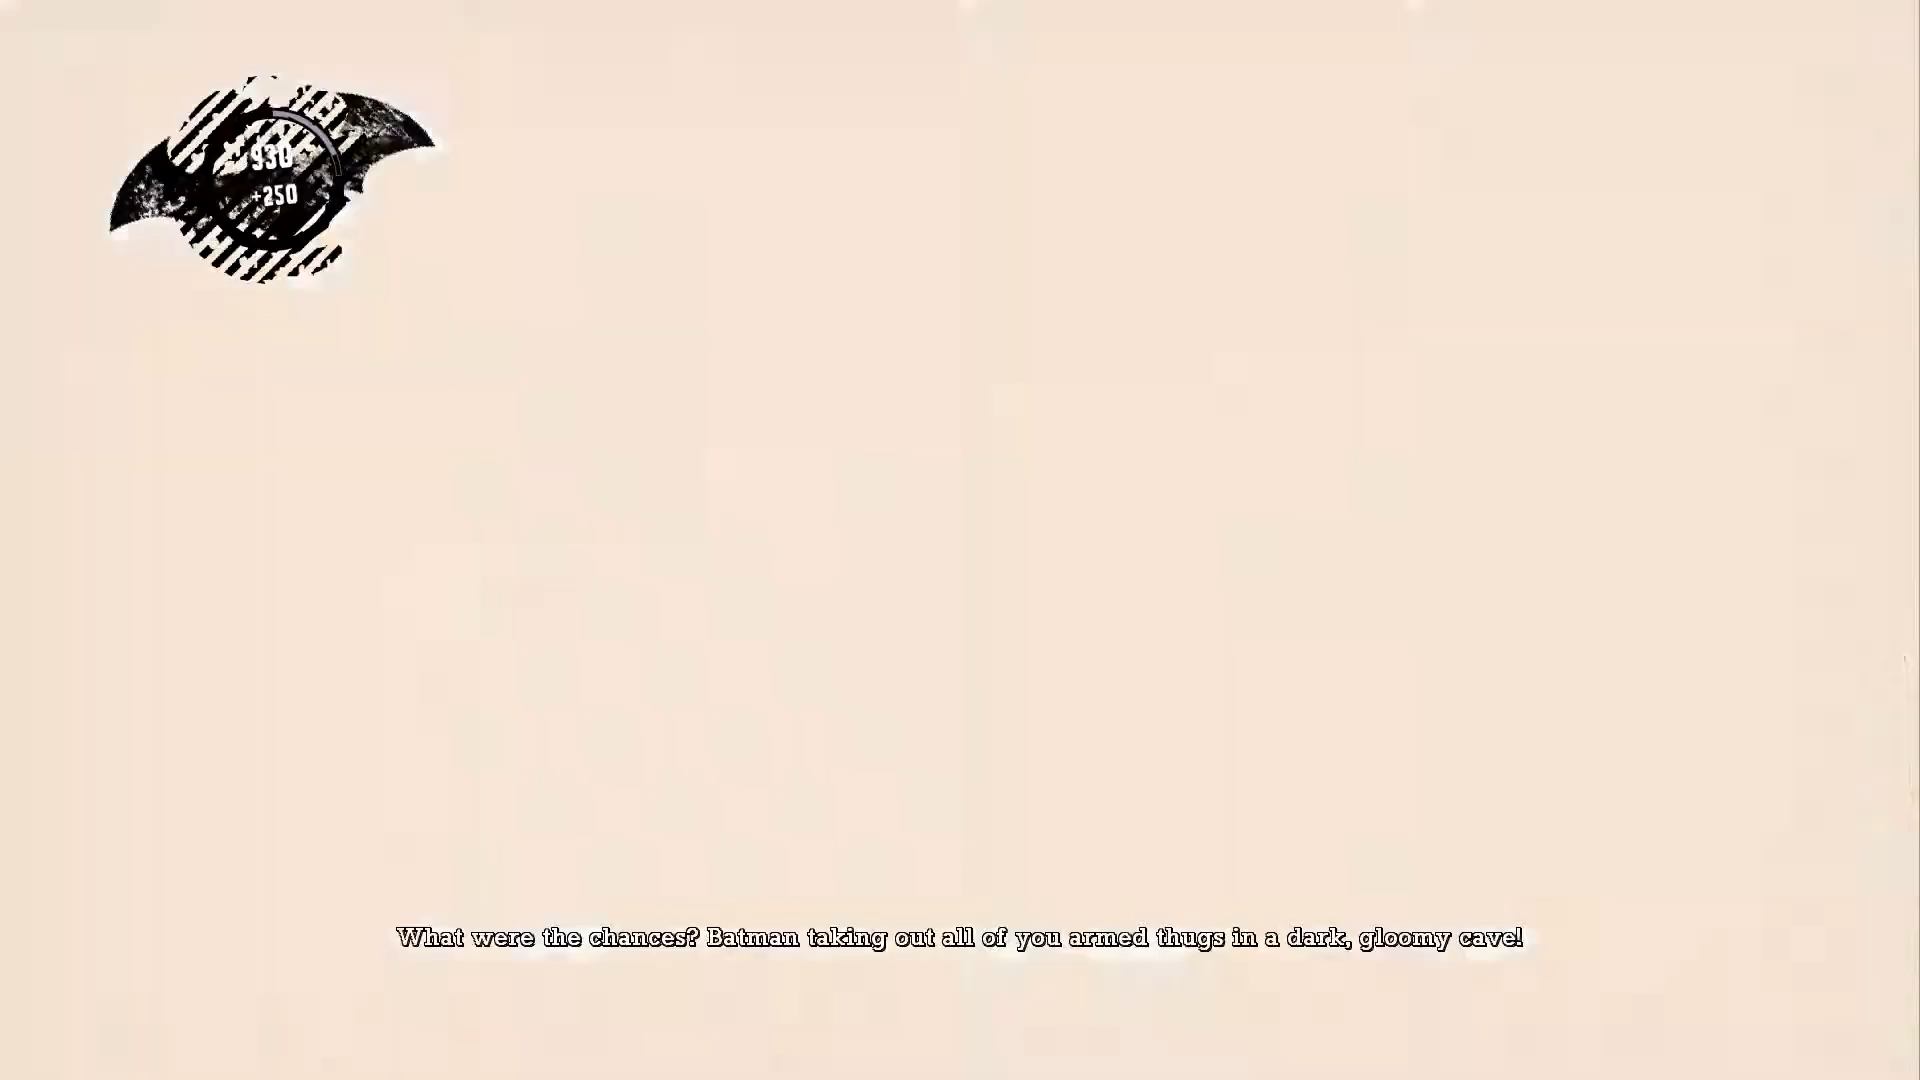 930
+250
What were the chances? Batman taking out all of you armed thugs in a dark, gloomy cave!